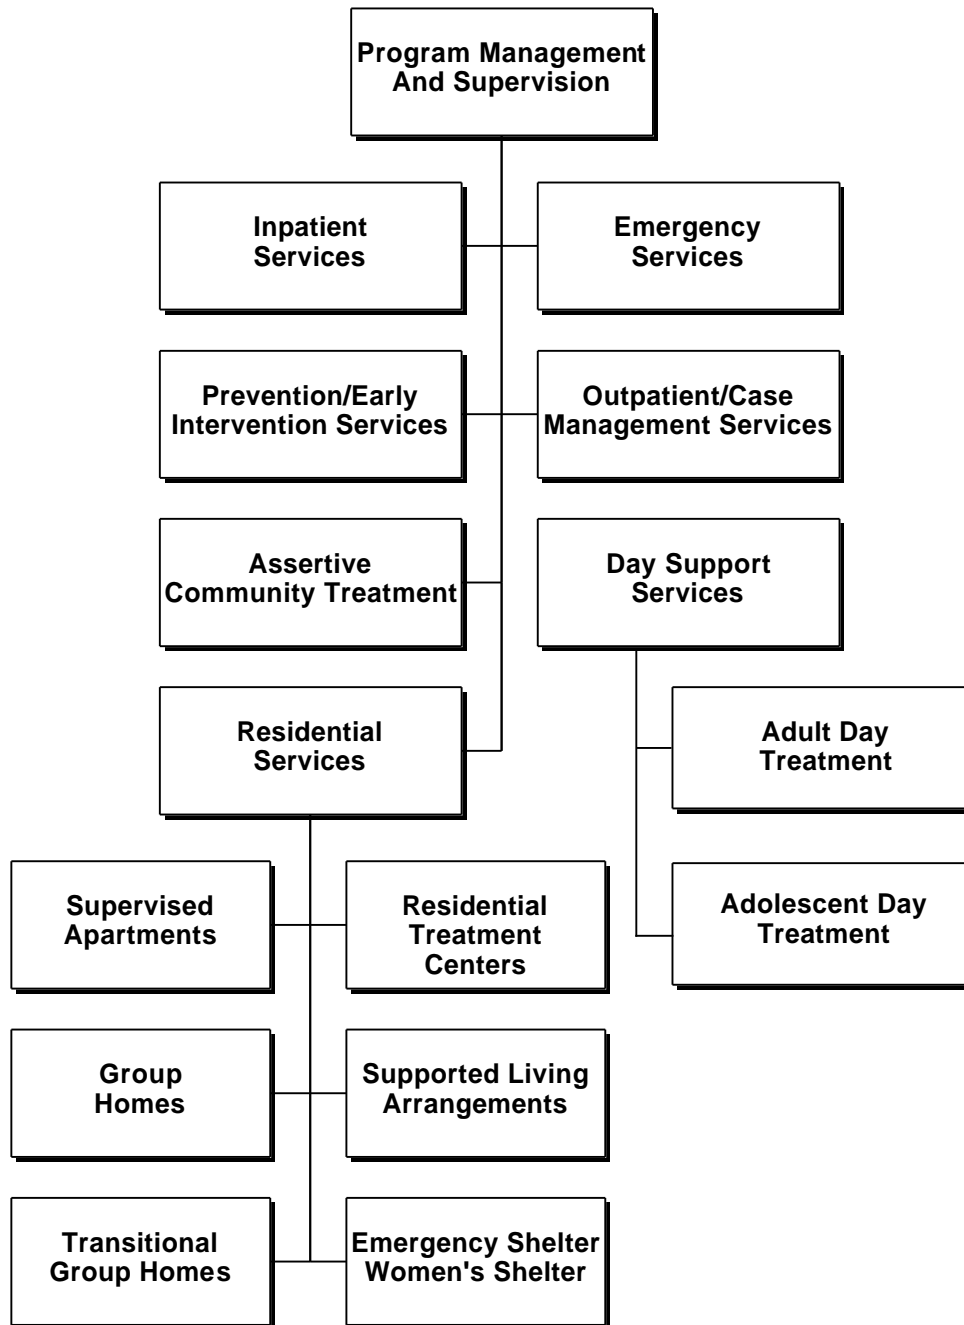 Program Management
And Supervision
Inpatient
Services
Emergency
Services
Prevention/Early
Intervention Services
Outpatient/Case
Management Services
Assertive
Community Treatment
Day Support
Services
Residential
Services
Adult Day
Treatment
Adolescent Day
Treatment
Supervised
Apartments
Residential
Treatment
Centers
Group
Homes
Supported Living
Arrangements
Transitional
Group Homes
Emergency Shelter
Women's Shelter